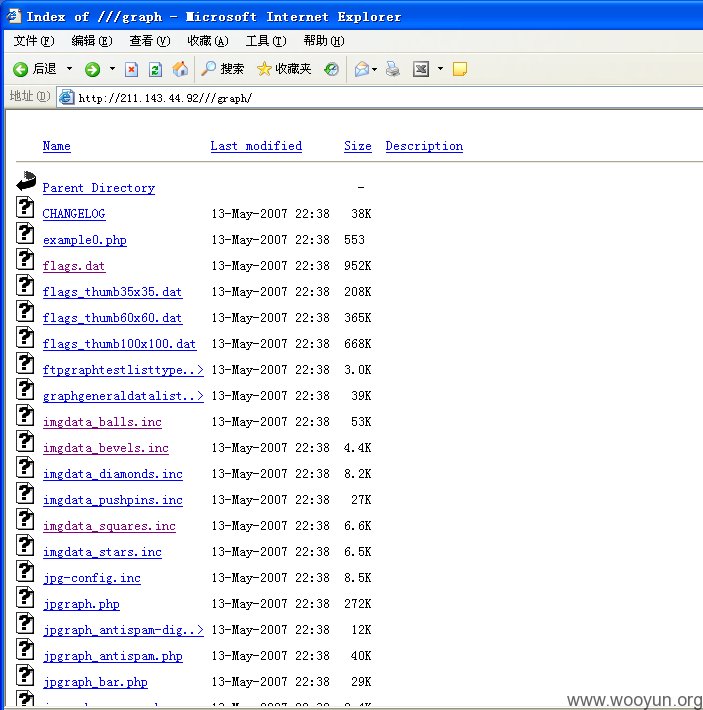 Index of ///graph - Microsoft Internet Explorer
文件(F) 编辑(E) 查看(V) 收藏(A) 工具(T) 帮助(H)
后退 搜索 收藏夹
地址(D) http://211.143.44.92///graph/
Name Last modified Size Description
Parent Directory -
CHANGELOG 13-May-2007 22:38 38K
example0.php 13-May-2007 22:38 553
flags.dat 13-May-2007 22:38 952K
flags_thumb35x35.dat 13-May-2007 22:38 208K
flags_thumb60x60.dat 13-May-2007 22:38 365K
flags_thumb100x100.dat 13-May-2007 22:38 668K
ftpgraphtestlisttype..> 13-May-2007 22:38 3.0K
graphgeneraldatalist..> 13-May-2007 22:38 39K
imgdata_balls.inc 13-May-2007 22:38 53K
imgdata_bevels.inc 13-May-2007 22:38 4.4K
imgdata_diamonds.inc 13-May-2007 22:38 8.2K
imgdata_pushpins.inc 13-May-2007 22:38 27K
imgdata_squares.inc 13-May-2007 22:38 6.6K
imgdata_stars.inc 13-May-2007 22:38 6.5K
jpg-config.inc 13-May-2007 22:38 8.5K
jpgraph.php 13-May-2007 22:38 272K
jpgraph_antispam-dig..> 13-May-2007 22:38 12K
jpgraph_antispam.php 13-May-2007 22:38 40K
jpgraph_bar.php 13-May-2007 22:38 29K
www.wooyun.org